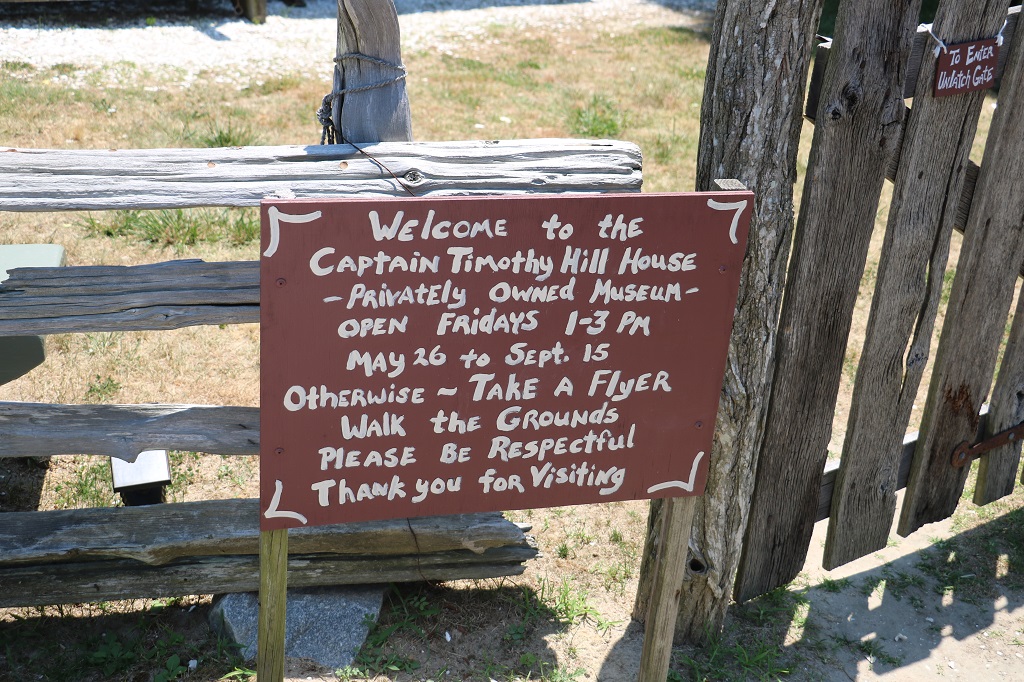 To Enter
Unlatch Gate
Welcome to the
Captain Timothy Hill House
- Privately Owned Museum -
Open Fridays 1-3 PM
May 26 to Sept. 15
Otherwise ~ Take A Flyer
Walk the Grounds
Please Be Respectful
Thank you for Visiting